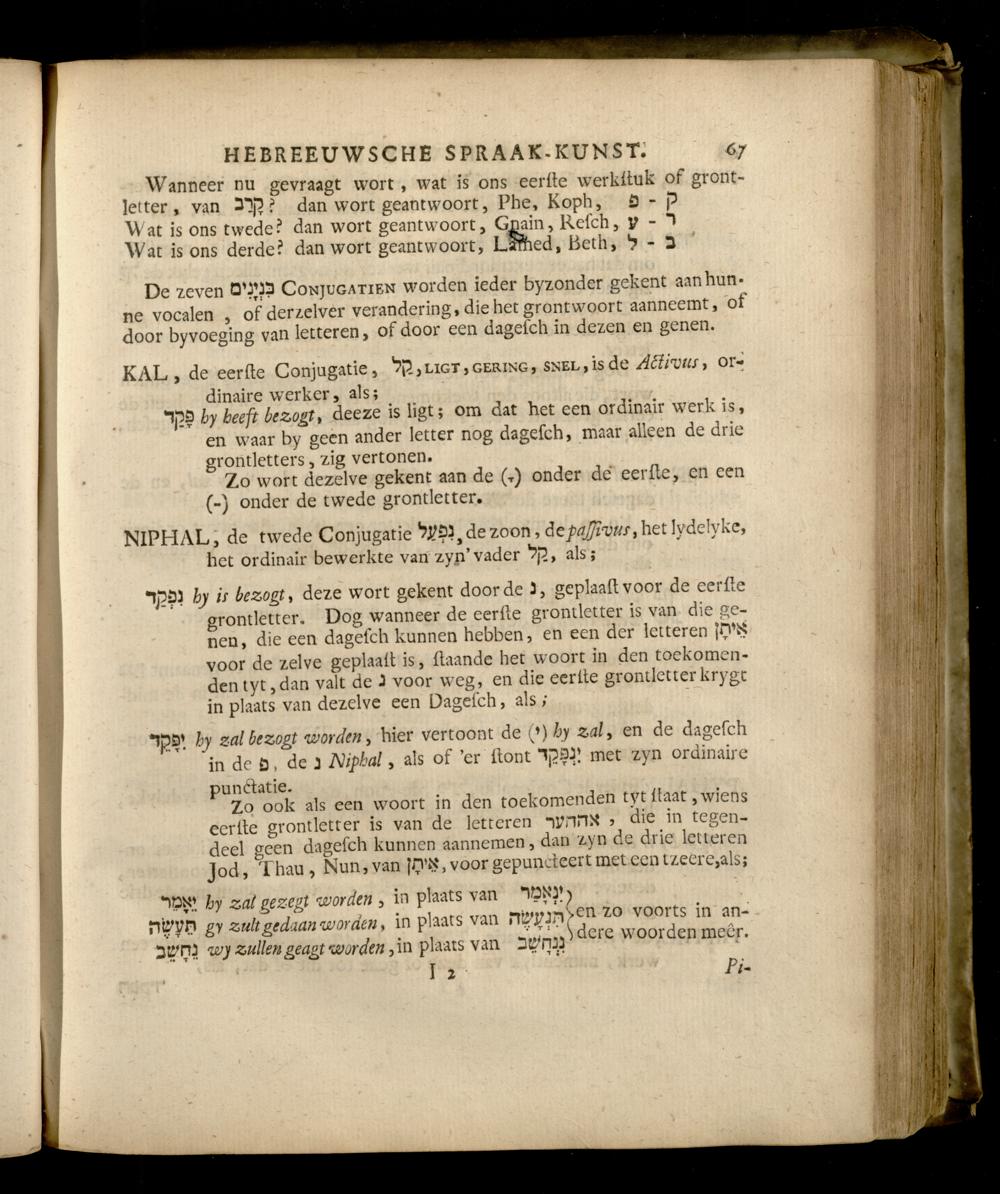 HEBREEUWSCHE SPRAAK-KUNST. 67
Wanneer nu gevraagt wort, wat is ons eerſte werkſtuk of gront-
letter, van קָרַב? dan wort geantwoort, Phe, Koph, פ - ק
Wat is ons twede? dan wort geantwoort, Gnain, Reſch, ע - ר
Wat is ons derde? dan wort geantwoort, Lamed, Beth, ל - ב
De zeven בִּנְיָנִים CONJUGATIEN worden ieder byzonder gekent aan hun-
ne vocalen, of derzelver verandering, die het grontwoort aanneemt, of
door byvoeging van letteren, of door een dageſch in dezen en genen.
KAL, de eerſte Conjugatie, קַל, LIGT, GERING, SNEL, is de Activus, or-
dinaire werker, als;
פָּקַד hy heeft bezogt, deeze is ligt; om dat het een ordinair werk is,
en waar by geen ander letter nog dageſch, maar alleen de drie
grontletters, zig vertonen.
Zo wort dezelve gekent aan de (ָ) onder de eerſte, en een
(-) onder de twede grontletter.
NIPHAL, de twede Conjugatie נִפְעַל, de zoon, de paſſivus, het lydelyke,
het ordinair bewerkte van zyn' vader קַל, als;
נִפְקַד hy is bezogt, deze wort gekent door de נ, geplaaſt voor de eerſte
grontletter. Dog wanneer de eerſte grontletter is van die ge-
nen, die een dageſch kunnen hebben, en een der letteren אֵיתָן
voor de zelve geplaaſt is, ſtaande het woort in den toekomen-
den tyt, dan valt de נ voor weg, en die eerſte grontletter krygt
in plaats van dezelve een Dageſch, als;
יִפָּקֵד hy zal bezogt worden, hier vertoont de (י) hy zal, en de dageſch
in de פ, de נ Niphal, als of 'er ſtont יִנְפָּקֵד met zyn ordinaire
punctatie.
Zo ook als een woort in den toekomenden tyt ſtaat, wiens
eerſte grontletter is van de letteren אההער, die in tegen-
deel geen dageſch kunnen aannemen, dan zyn de drie letteren
Jod, Thau, Nun, van אֵיתָן, voor gepuncteert met een tzeere, als;
יֵאָמֵר hy zal gezegt worden, in plaats van יִנְאָמֵר
תֵּעָשֶׂה gy zult gedaan worden, in plaats van תִּנְעָשֶׂה en zo voorts in an-
נֵחָשֵׁב wy zullen geagt worden, in plaats van נִנְחָשֵׁב dere woorden meêr.
I 2 Pi-